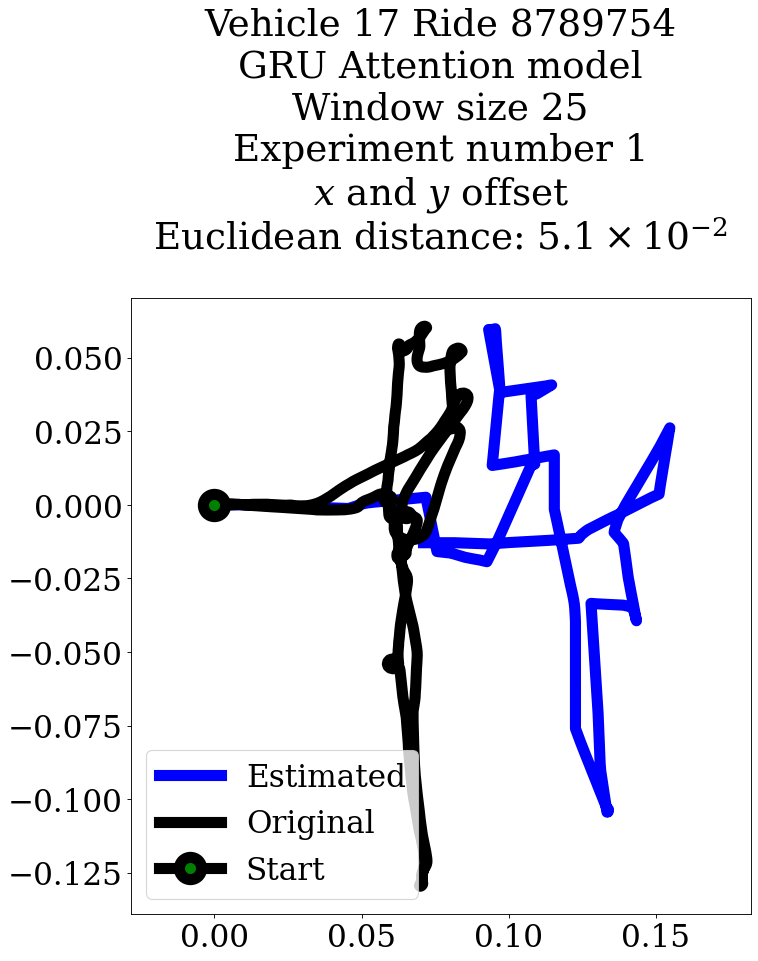 Vehicle 17 Ride 8789754
GRU Attention model
Window size 25
Experiment number 1
x and y offset
Euclidean distance: 5.1 × 10⁻²
0.050
0.025
0.000
−0.025
−0.050
−0.075
−0.100
−0.125
Estimated
Original
Start
0.00 0.05 0.10 0.15